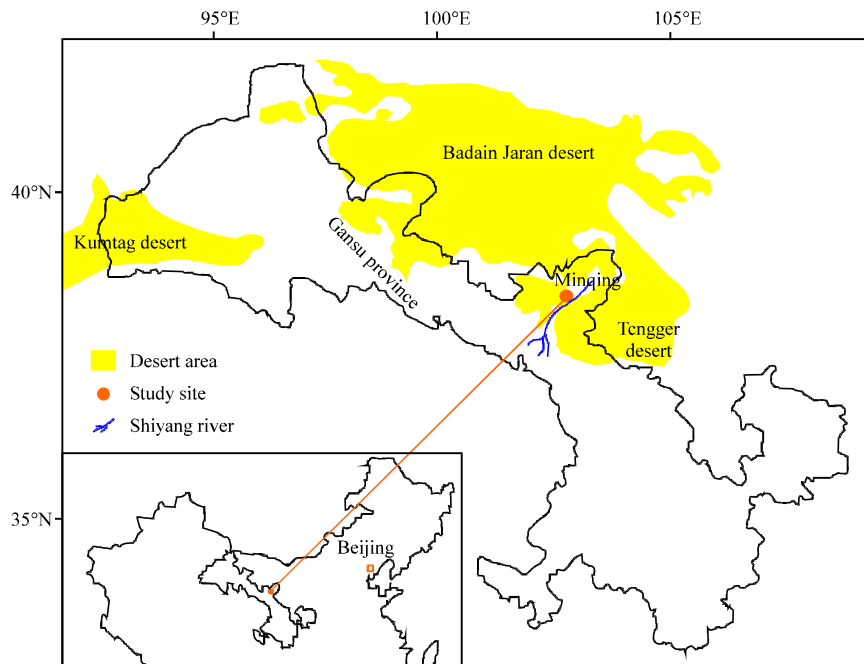 95°E 100°E 105°E
Badain Jaran desert
40°N
Kumtag desert
Gansu province
Minqing
Tcngger
desert
Desert area
Study site
Shiyang river
35°N
Beijing